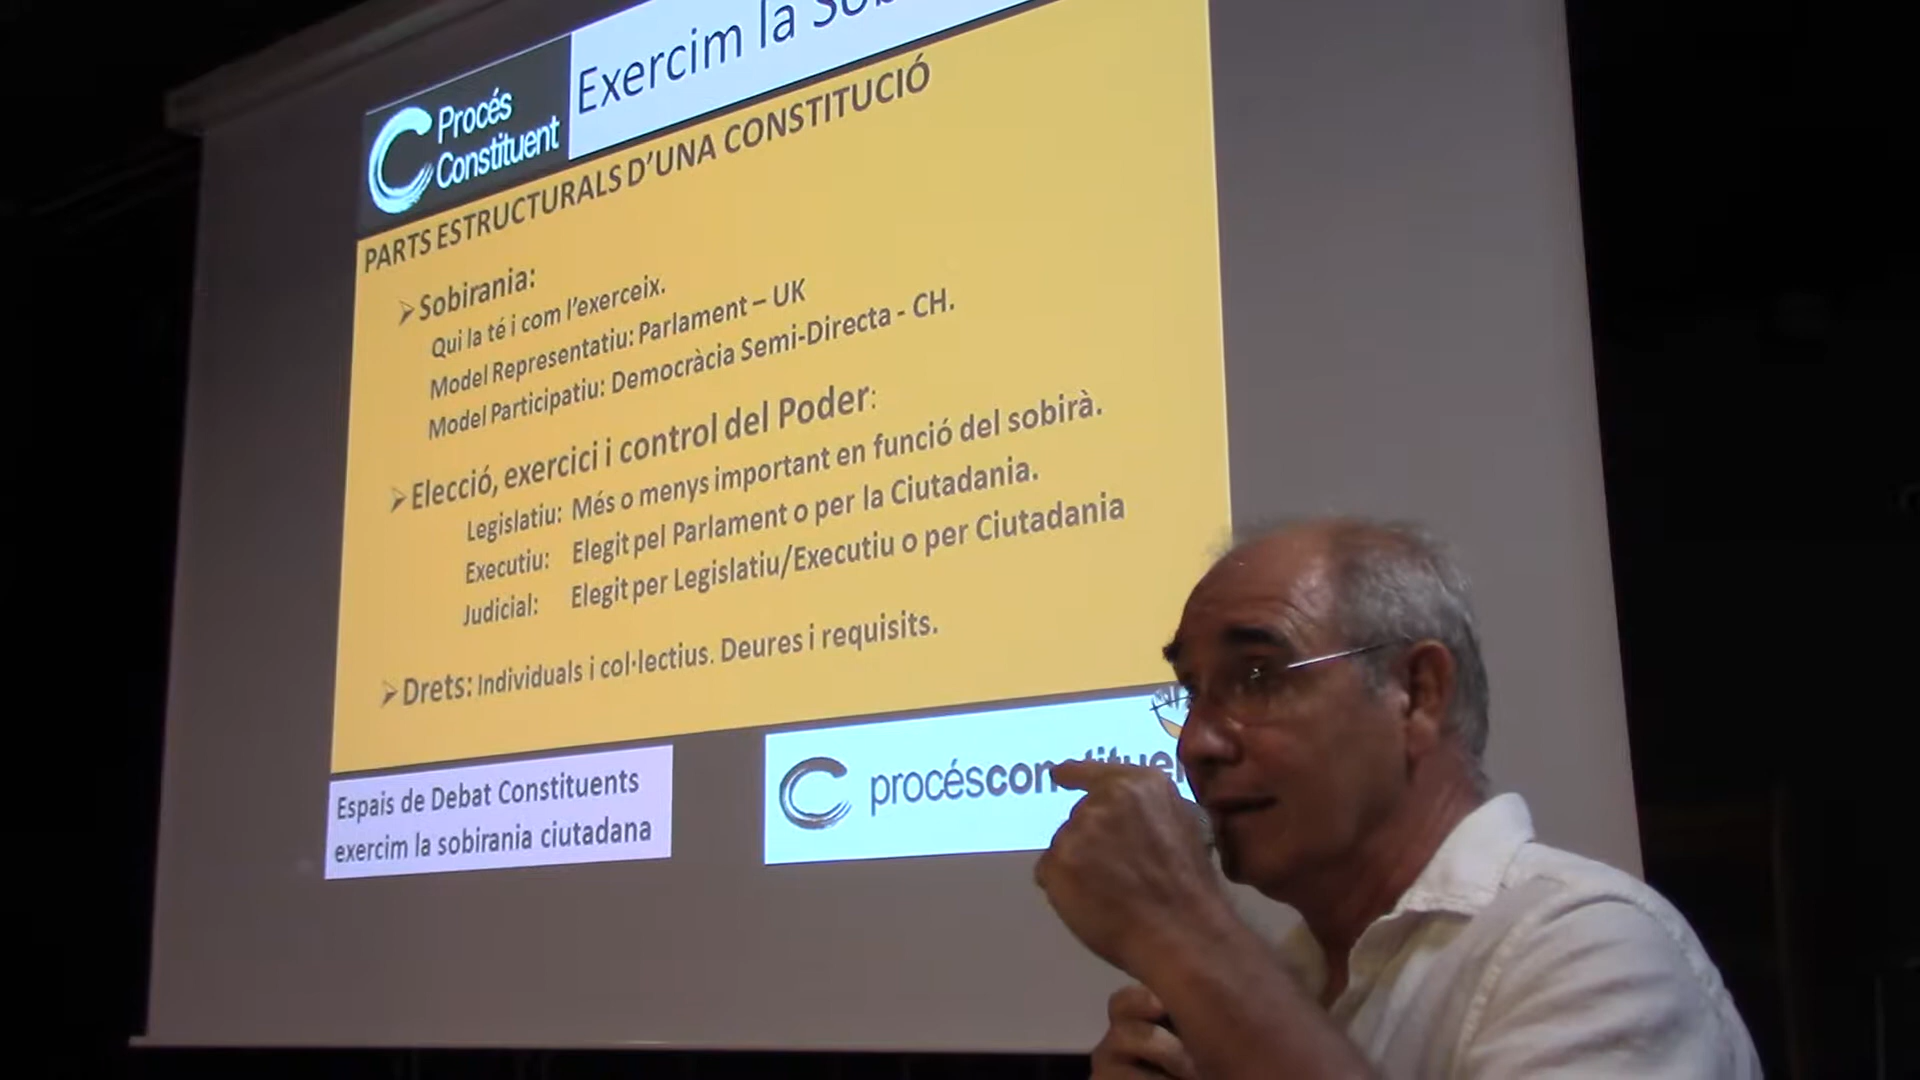 Procés
Constituent
Exercim la
PARTS ESTRUCTURALS D'UNA CONSTITUCIÓ
Sobirania:
Qui la té i com l'exerceix.
Model Representatiu: Parlament – UK
Model Participatiu: Democràcia Semi-Directa - CH.
Elecció, exercici i control del Poder:
Legislatiu: Més o menys important en funció del sobirà.
Executiu: Elegit pel Parlament o per la Ciutadania.
Judicial: Elegit per Legislatiu/Executiu o per Ciutadania
Drets: Individuals i col·lectius. Deures i requisits.
Espais de Debat Constituents
exercim la sobirania ciutadana